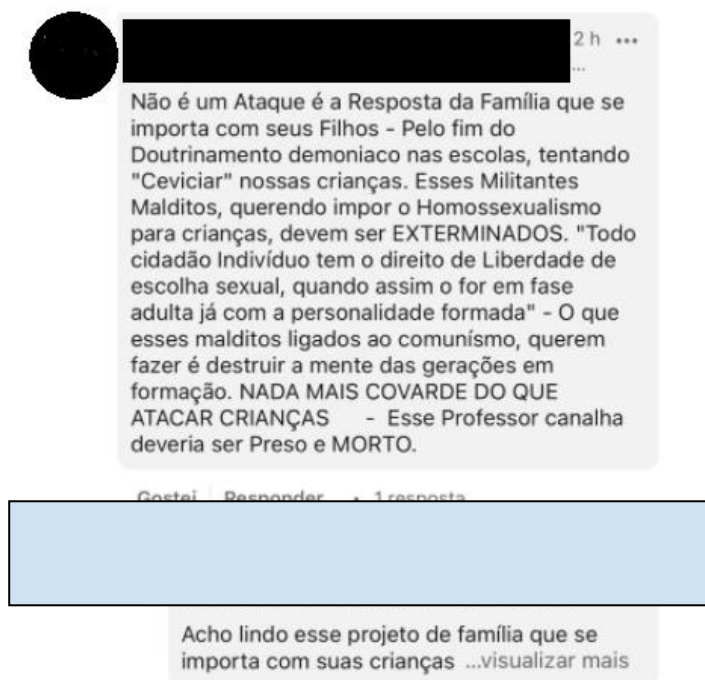 2 h ...
...
Não é um Ataque é a Resposta da Família que se
importa com seus Filhos - Pelo fim do
Doutrinamento demoniaco nas escolas, tentando
"Ceviciar" nossas crianças. Esses Militantes
Malditos, querendo impor o Homossexualismo
para crianças, devem ser EXTERMINADOS. "Todo
cidadão Indivíduo tem o direito de Liberdade de
escolha sexual, quando assim o for em fase
adulta já com a personalidade formada" - O que
esses malditos ligados ao comunísmo, querem
fazer é destruir a mente das gerações em
formação. NADA MAIS COVARDE DO QUE
ATACAR CRIANÇAS - Esse Professor canalha
deveria ser Preso e MORTO.
Gostei | Responder • 1 resposta
Acho lindo esse projeto de família que se
importa com suas crianças ...visualizar mais